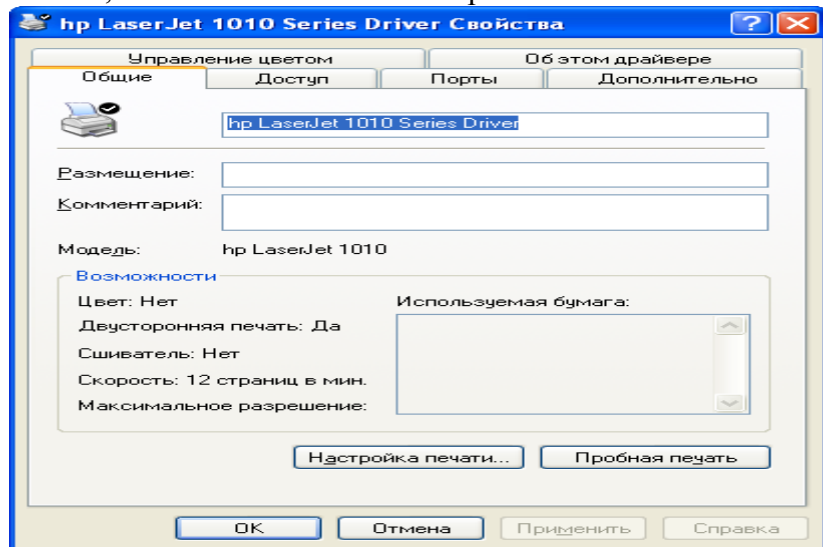 hp LaserJet 1010 Series Driver Свойства
Управление цветом Об этом драйвере
Общие Доступ Порты Дополнительно
hp LaserJet 1010 Series Driver
Размещение:
Комментарий:
Модель: hp LaserJet 1010
Возможности
Цвет: Нет Используемая бумага:
Двусторонняя печать: Да
Сшиватель: Нет
Скорость: 12 страниц в мин.
Максимальное разрешение:
Настройка печати... Пробная печать
OK Отмена Применить Справка